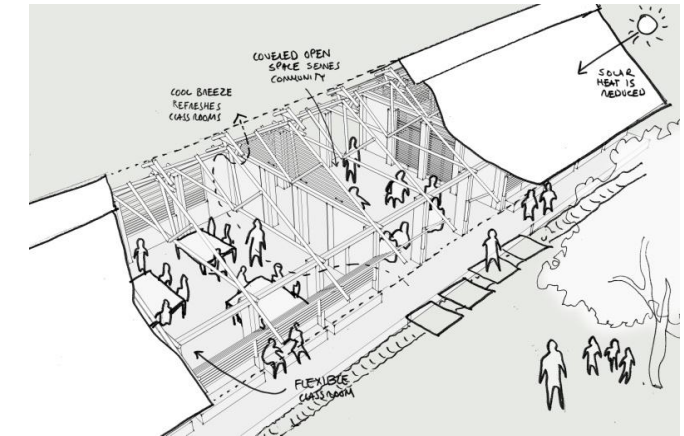 COVERED OPEN
SPACE SERVES
COMMUNITY
COOL BREEZE
REFRESHES
CLASSROOMS
SOLAR
HEAT IS
REDUCED
FLEXIBLE
CLASSROOM